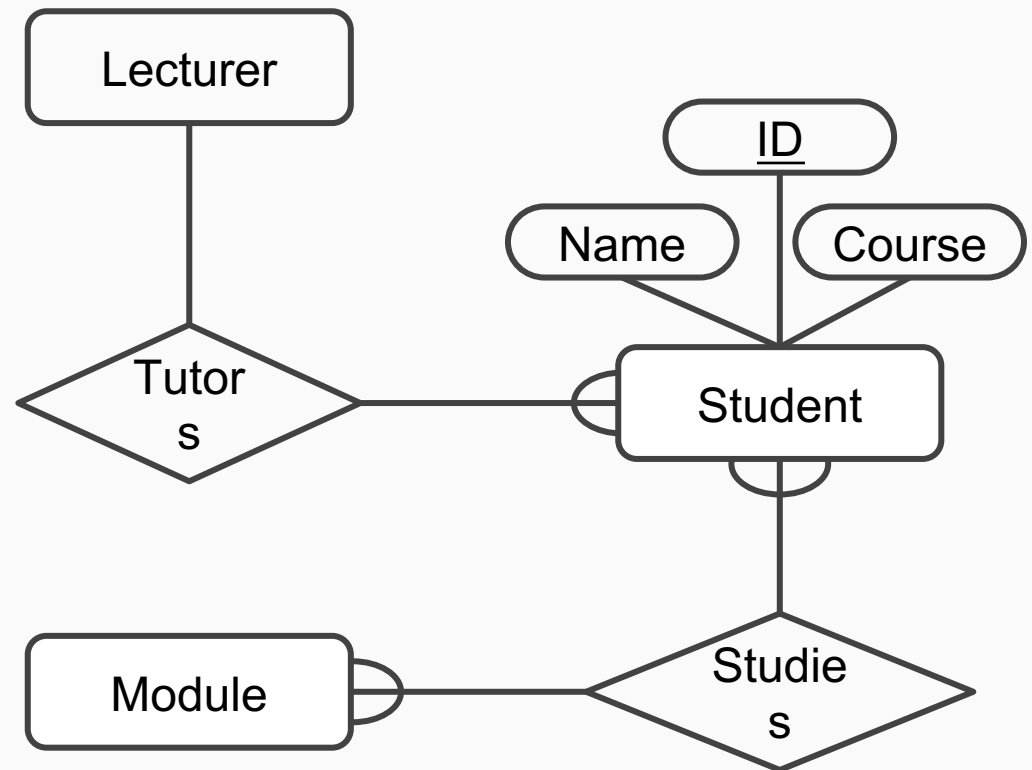 Lecturer
ID
Name
Course
Tutor
s
Student
Studie
s
Module